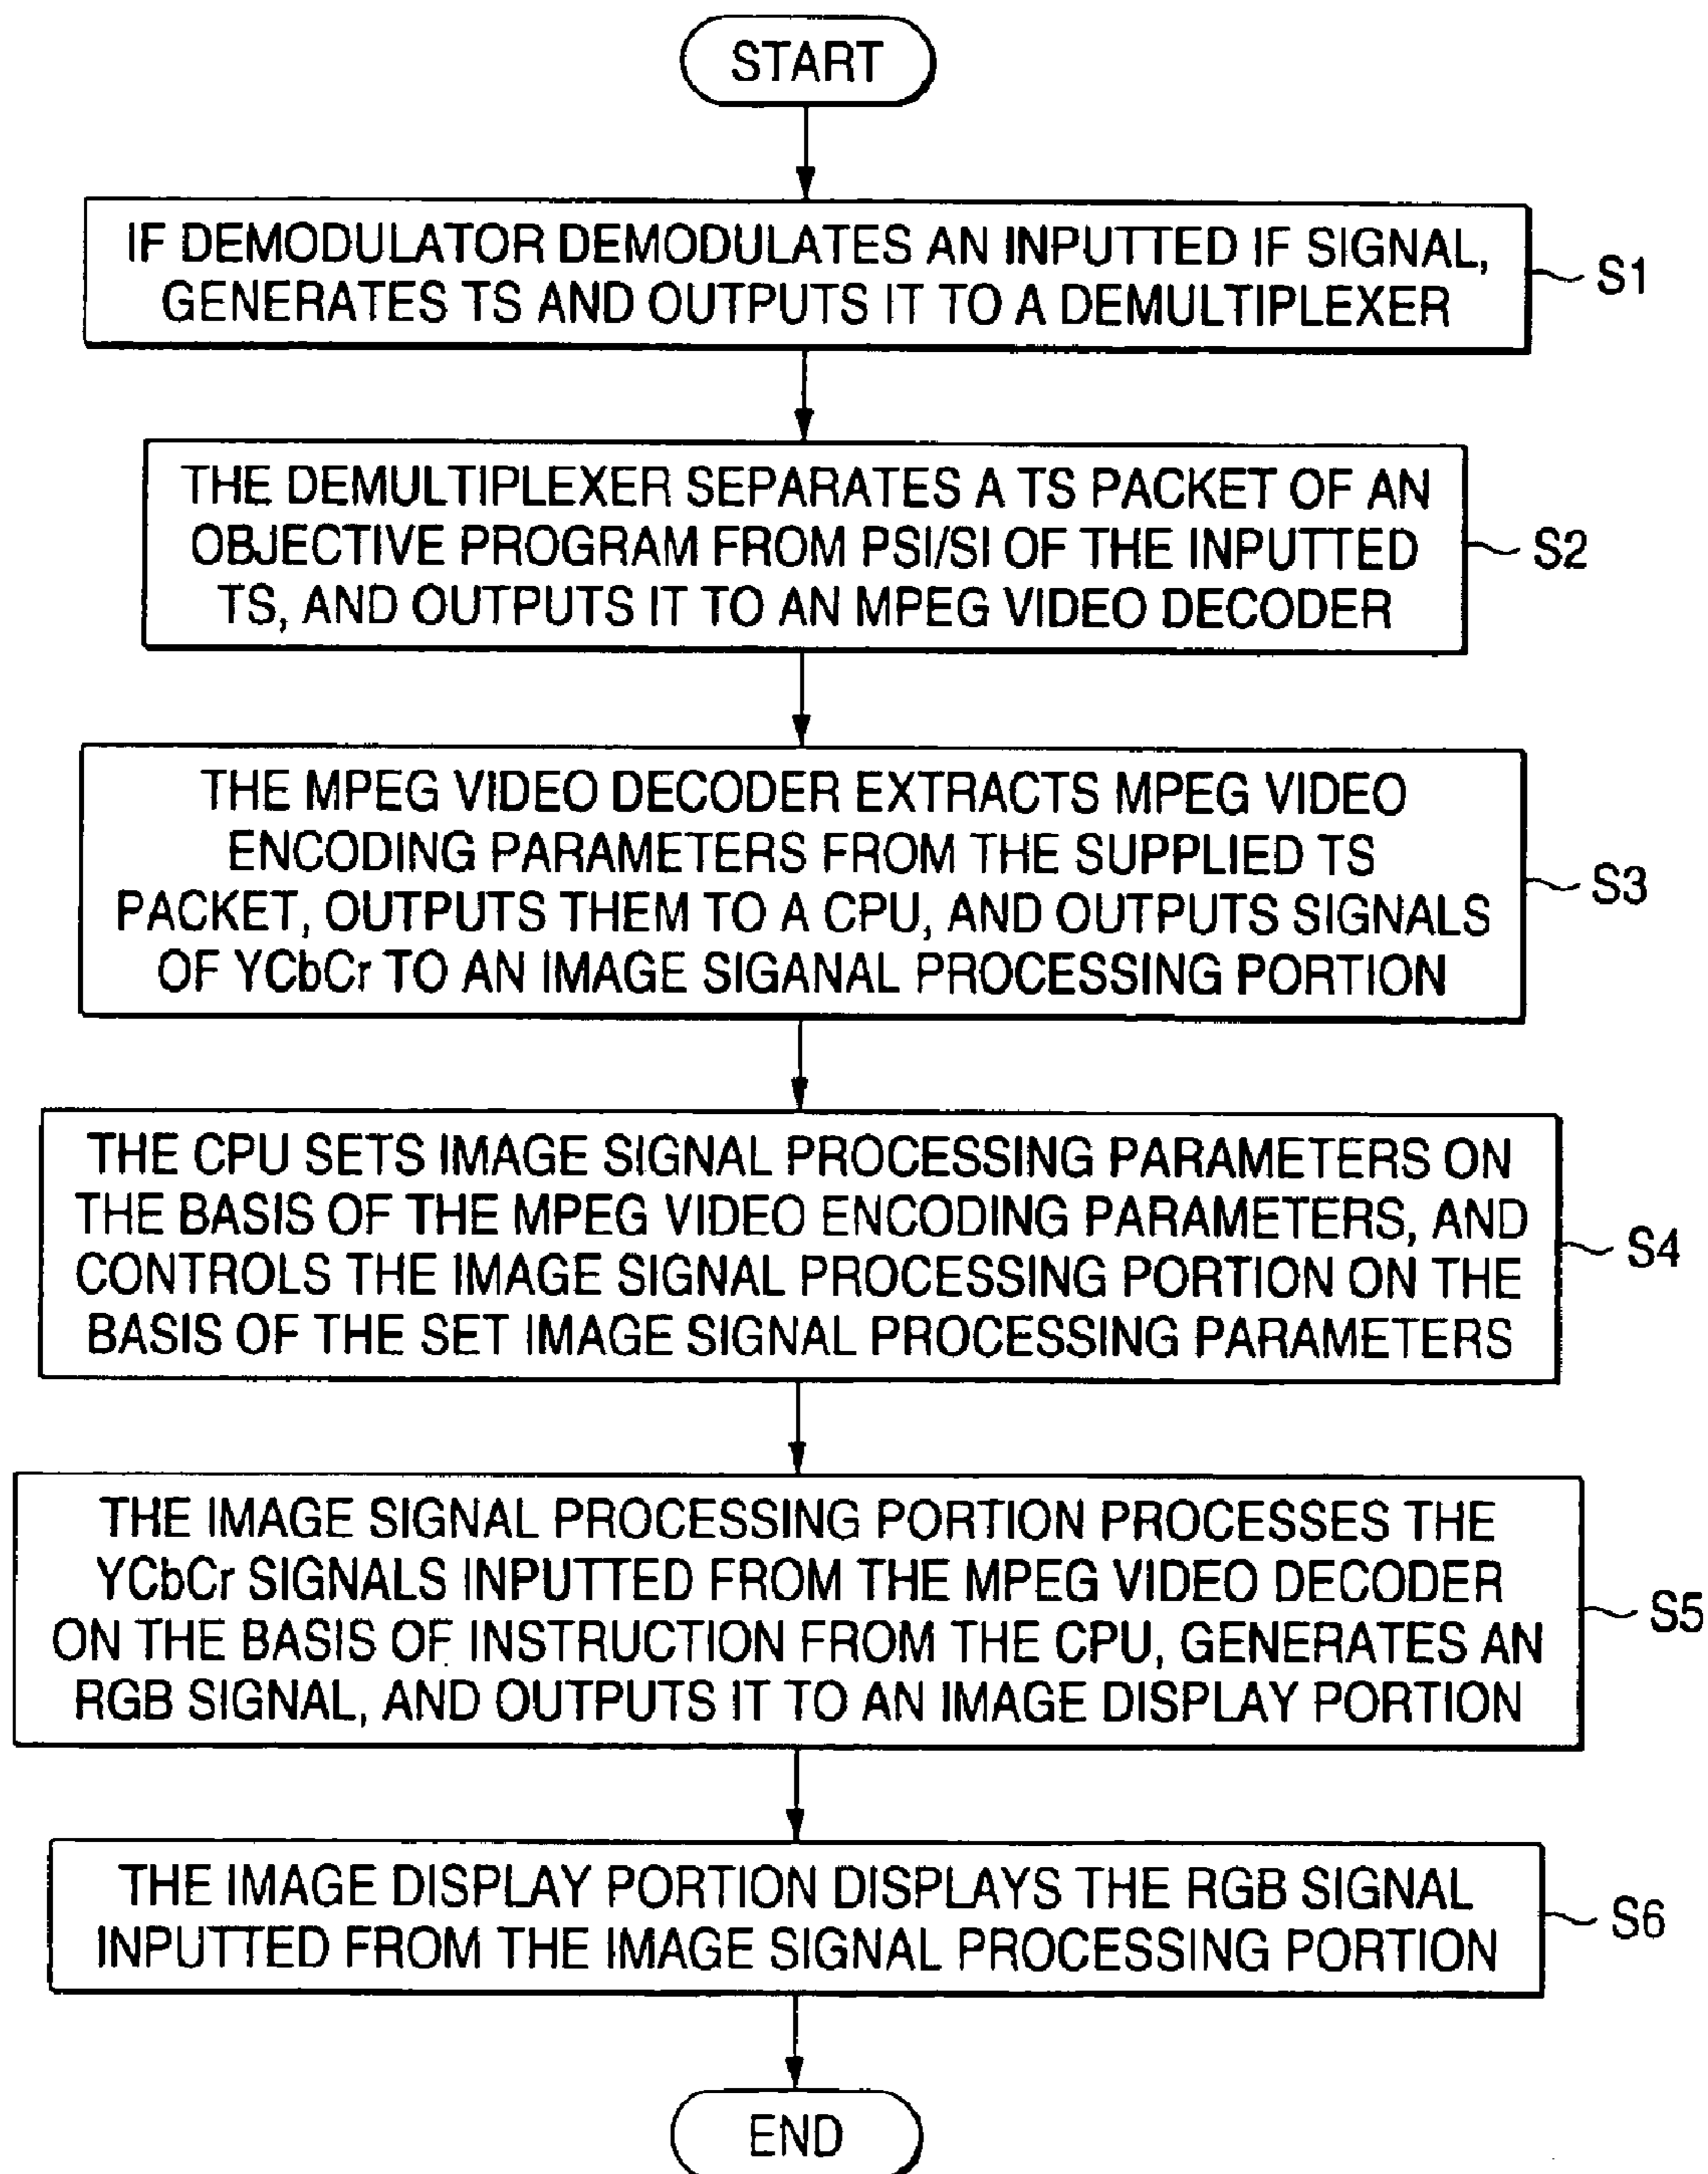 START
IF DEMODULATOR DEMODULATES AN INPUTTED IF SIGNAL,
GENERATES TS AND OUTPUTS IT TO A DEMULTIPLEXER
S1
THE DEMULTIPLEXER SEPARATES A TS PACKET OF AN
OBJECTIVE PROGRAM FROM PSI/SI OF THE INPUTTED
TS, AND OUTPUTS IT TO AN MPEG VIDEO DECODER
S2
THE MPEG VIDEO DECODER EXTRACTS MPEG VIDEO
ENCODING PARAMETERS FROM THE SUPPLIED TS
PACKET, OUTPUTS THEM TO A CPU, AND OUTPUTS SIGNALS
OF YCbCr TO AN IMAGE SIGANAL PROCESSING PORTION
S3
THE CPU SETS IMAGE SIGNAL PROCESSING PARAMETERS ON
THE BASIS OF THE MPEG VIDEO ENCODING PARAMETERS, AND
CONTROLS THE IMAGE SIGNAL PROCESSING PORTION ON THE
BASIS OF THE SET IMAGE SIGNAL PROCESSING PARAMETERS
S4
THE IMAGE SIGNAL PROCESSING PORTION PROCESSES THE
YCbCr SIGNALS INPUTTED FROM THE MPEG VIDEO DECODER
ON THE BASIS OF INSTRUCTION FROM THE CPU, GENERATES AN
RGB SIGNAL, AND OUTPUTS IT TO AN IMAGE DISPLAY PORTION
S5
THE IMAGE DISPLAY PORTION DISPLAYS THE RGB SIGNAL
INPUTTED FROM THE IMAGE SIGNAL PROCESSING PORTION
S6
END